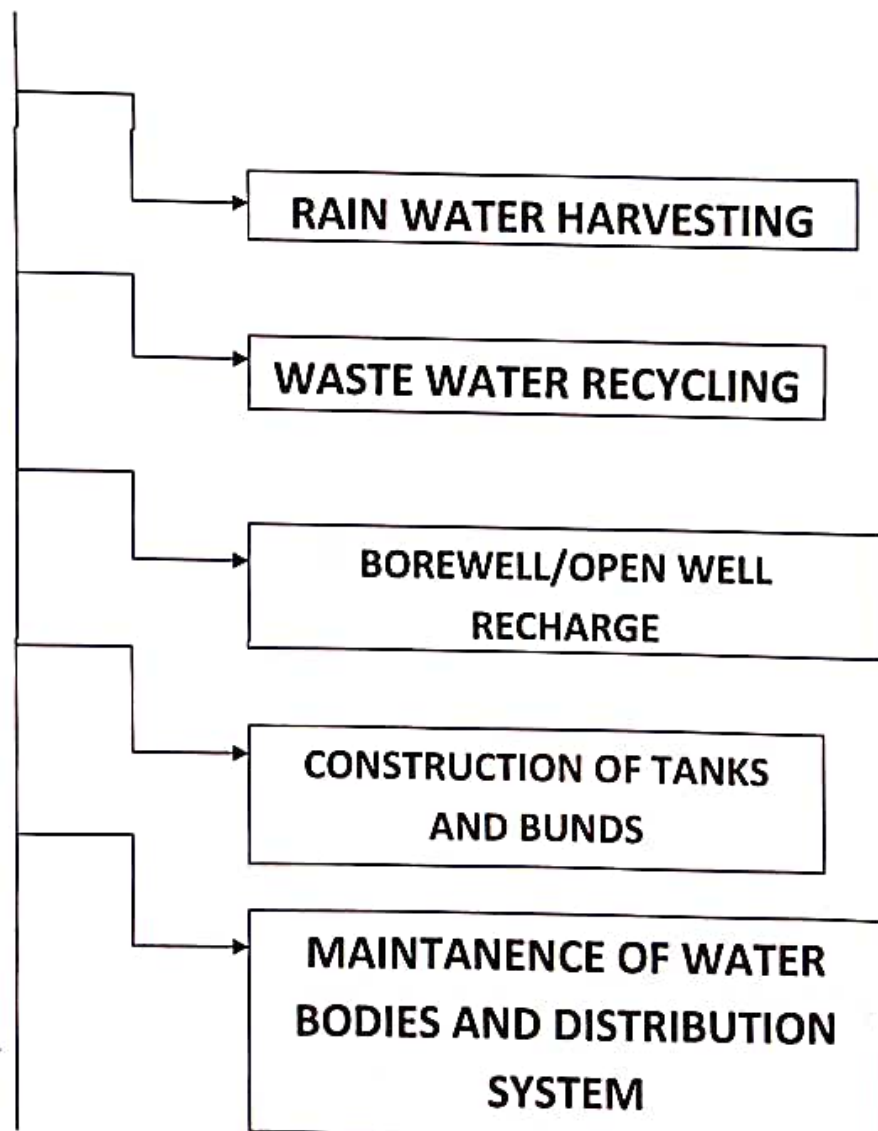 RAIN WATER HARVESTING
WASTE WATER RECYCLING
BOREWELL/OPEN WELL
RECHARGE
CONSTRUCTION OF TANKS
AND BUNDS
MAINTANENCE OF WATER
BODIES AND DISTRIBUTION
SYSTEM